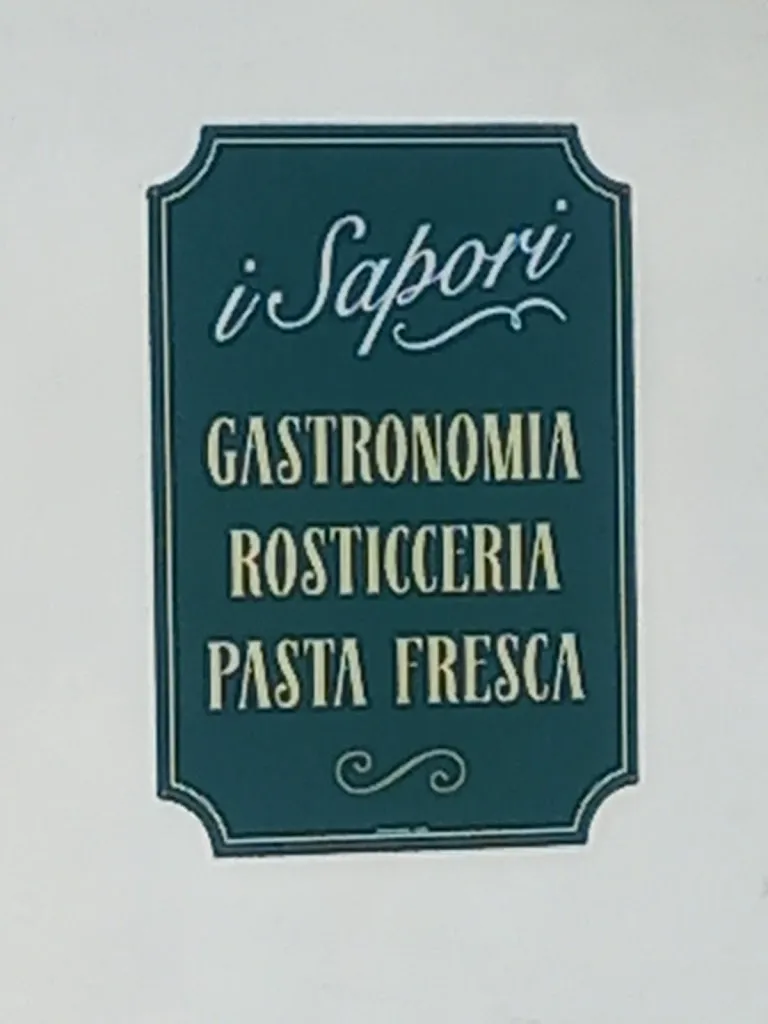 i Sapori
GASTRONOMIA
ROSTICCERIA
PASTA FRESCA